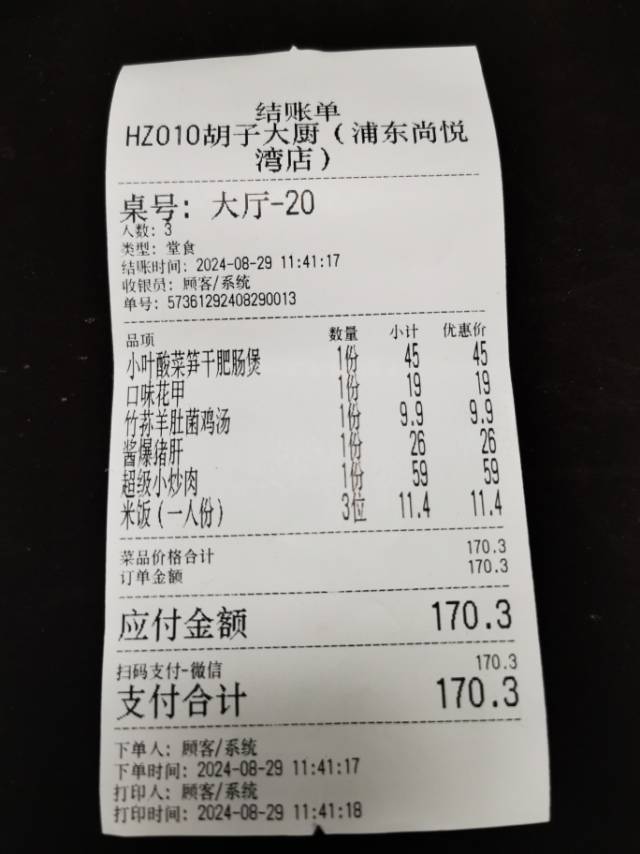 结账单
HZ010胡子大厨（浦东尚悦
湾店）
桌号: 大厅-20
人数: 3
类型: 堂食
结账时间: 2024-08-29 11:41:17
收银员: 顾客/系统
单号: 57361292408290013
品项 数量 小计 优惠价
小叶酸菜笋干肥肠煲 1份 45 45
口味花甲 1份 19 19
竹荪羊肚菌鸡汤 1份 9.9 9.9
酱爆猪肝 1份 26 26
超级小炒肉 1份 59 59
米饭（一人份） 3位 11.4 11.4
菜品价格合计 170.3
订单金额 170.3
应付金额 170.3
扫码支付-微信 170.3
支付合计 170.3
下单人: 顾客/系统
下单时间: 2024-08-29 11:41:17
打印人: 顾客/系统
打印时间: 2024-08-29 11:41:18